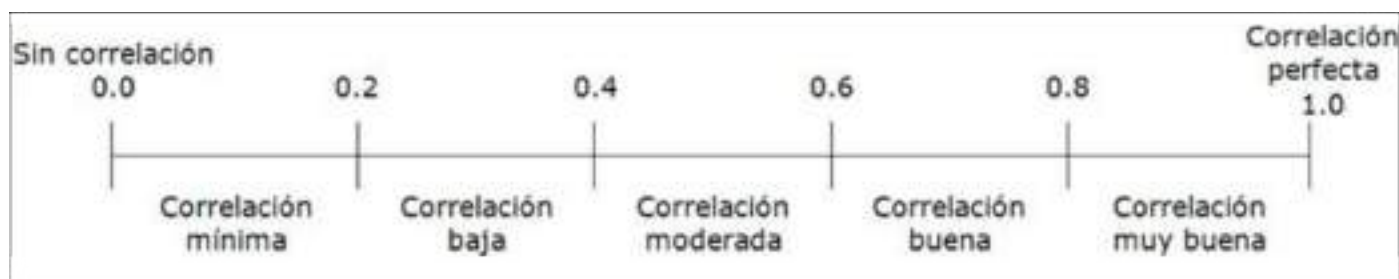 Sin correlación
0.0
0.2
0.4
0.6
0.8
Correlación
perfecta
1.0
Correlación
mínima
Correlación
baja
Correlación
moderada
Correlación
buena
Correlación
muy buena